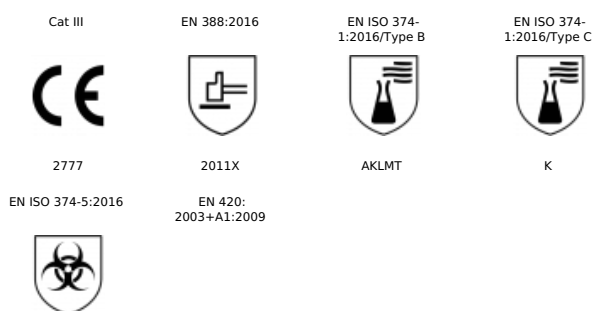 Cat III
EN 388:2016
EN ISO 374-
1:2016/Type B
EN ISO 374-
1:2016/Type C
CE
2777
2011X
AKLMT
K
EN ISO 374-5:2016
EN 420:
2003+A1:2009